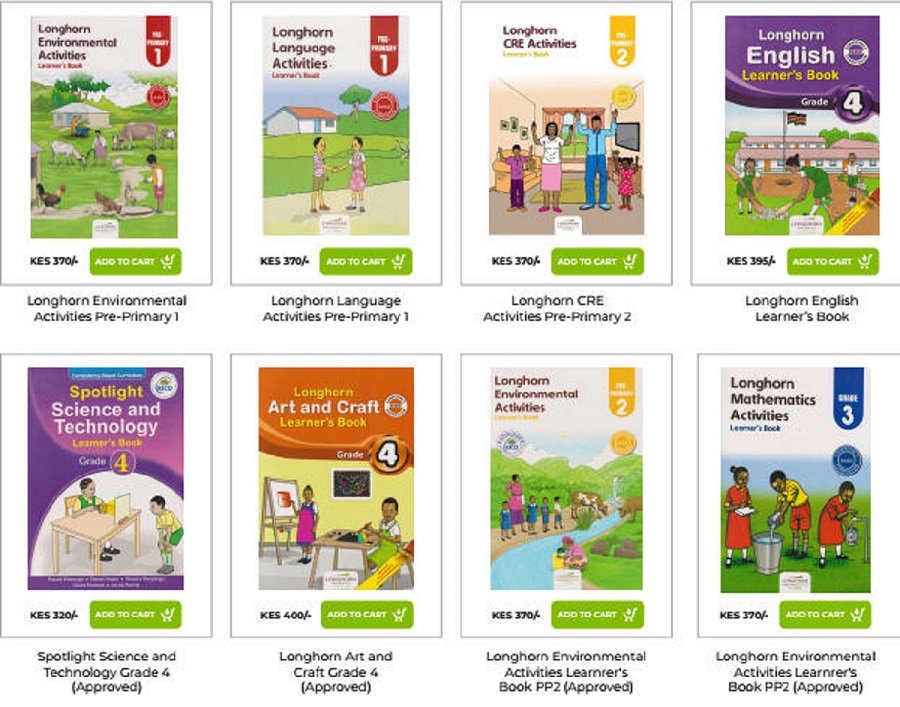 Longhorn
Environmental
Activities
Learner's Book
PRE-
PRIMARY
1
KES 370/-
ADD TO CART
Longhorn Environmental
Activities Pre-Primary 1
Longhorn
Language
Activities
Learner's Book
PRE-
PRIMARY
1
KES 370/-
ADD TO CART
Longhorn Language
Activities Pre-Primary 1
Longhorn
CRE Activities
Learner's Book
PRE-
PRIMARY
2
KES 370/-
ADD TO CART
Longhorn CRE
Activities Pre-Primary 2
Longhorn
English
Learner's Book
Grade 4
KES 395/-
ADD TO CART
Longhorn English
Learner's Book
Competency Based Curriculum
Spotlight
Science and
Technology
Learner's Book
Grade 4
KES 320/-
ADD TO CART
Spotlight Science and
Technology Grade 4
(Approved)
Longhorn
Art and Craft
Learner's Book
Grade 4
KES 400/-
ADD TO CART
Longhorn Art and
Craft Grade 4
(Approved)
Longhorn
Environmental
Activities
Learner's Book
PRE-
PRIMARY
2
KES 370/-
ADD TO CART
Longhorn Environmental
Activities Learnrer's
Book PP2 (Approved)
Longhorn
Mathematics
Activities
Learner's Book
GRADE
3
KES 370/-
ADD TO CART
Longhorn Environmental
Activities Learnrer's
Book PP2 (Approved)